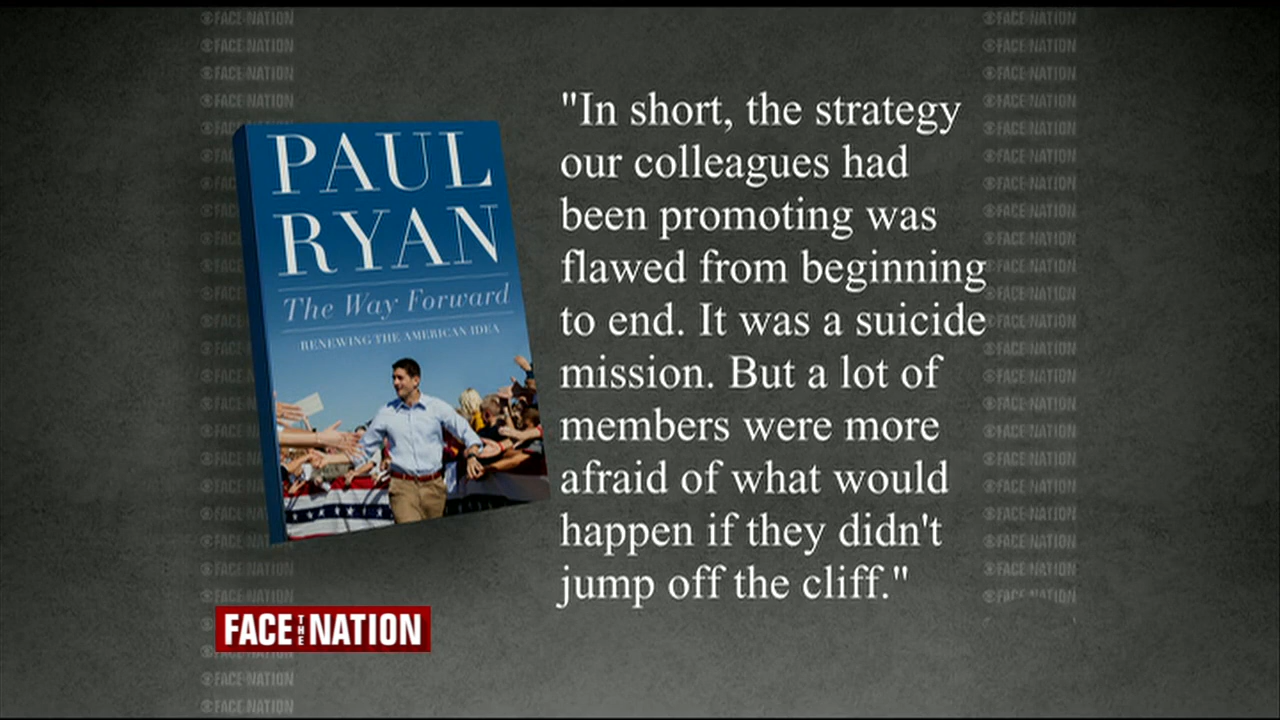 PAUL
RYAN
The Way Forward
RENEWING THE AMERICAN IDEA
"In short, the strategy
our colleagues had
been promoting was
flawed from beginning
to end. It was a suicide
mission. But a lot of
members were more
afraid of what would
happen if they didn't
jump off the cliff."
FACE THE NATION